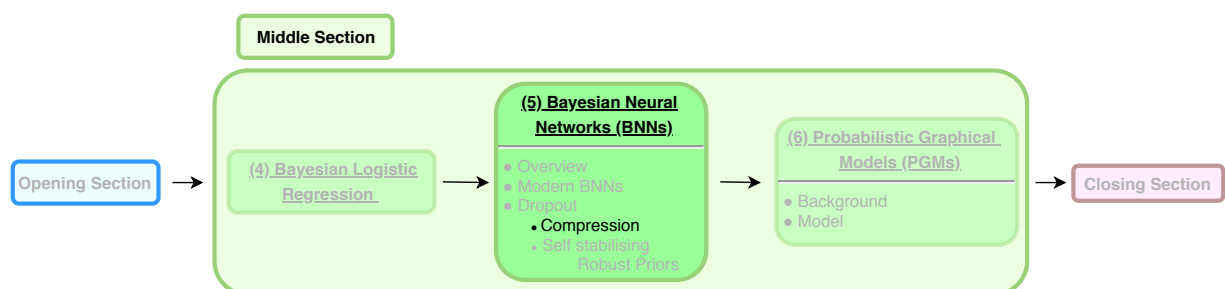 Middle Section
Opening Section
(4) Bayesian Logistic
Regression
(5) Bayesian Neural
Networks (BNNs)
● Overview
● Modern BNNs
● Dropout
• Compression
• Self stabilising
Robust Priors
(6) Probabilistic Graphical
Models (PGMs)
● Background
● Model
Closing Section